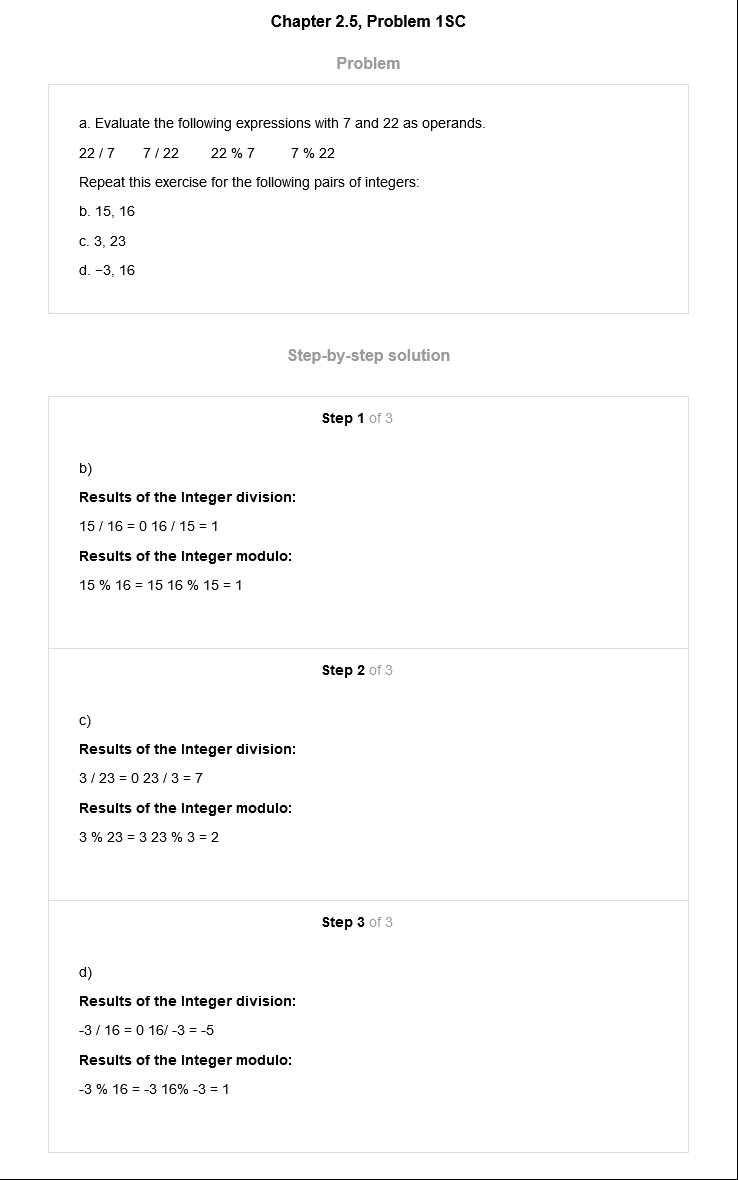 Chapter 2.5, Problem 1SC
Problem
a. Evaluate the following expressions with 7 and 22 as operands.
22 / 7 7 / 22 22 % 7 7 % 22
Repeat this exercise for the following pairs of integers:
b. 15, 16
c. 3, 23
d. −3, 16
Step-by-step solution
Step 1 of 3
b)
Results of the Integer division:
15 / 16 = 0 16 / 15 = 1
Results of the Integer modulo:
15 % 16 = 15 16 % 15 = 1
Step 2 of 3
c)
Results of the Integer division:
3 / 23 = 0 23 / 3 = 7
Results of the Integer modulo:
3 % 23 = 3 23 % 3 = 2
Step 3 of 3
d)
Results of the Integer division:
-3 / 16 = 0 16/ -3 = -5
Results of the Integer modulo:
-3 % 16 = -3 16% -3 = 1